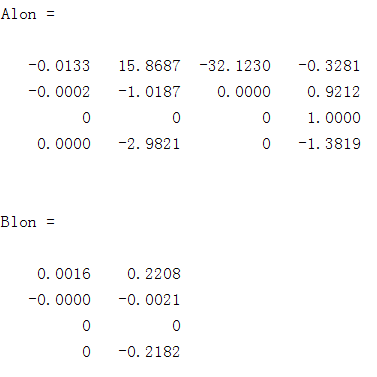 Alon =
-0.0133 15.8687 -32.1230 -0.3281
-0.0002 -1.0187 0.0000 0.9212
0 0 0 1.0000
0.0000 -2.9821 0 -1.3819
Blon =
0.0016 0.2208
-0.0000 -0.0021
0 0
0 -0.2182